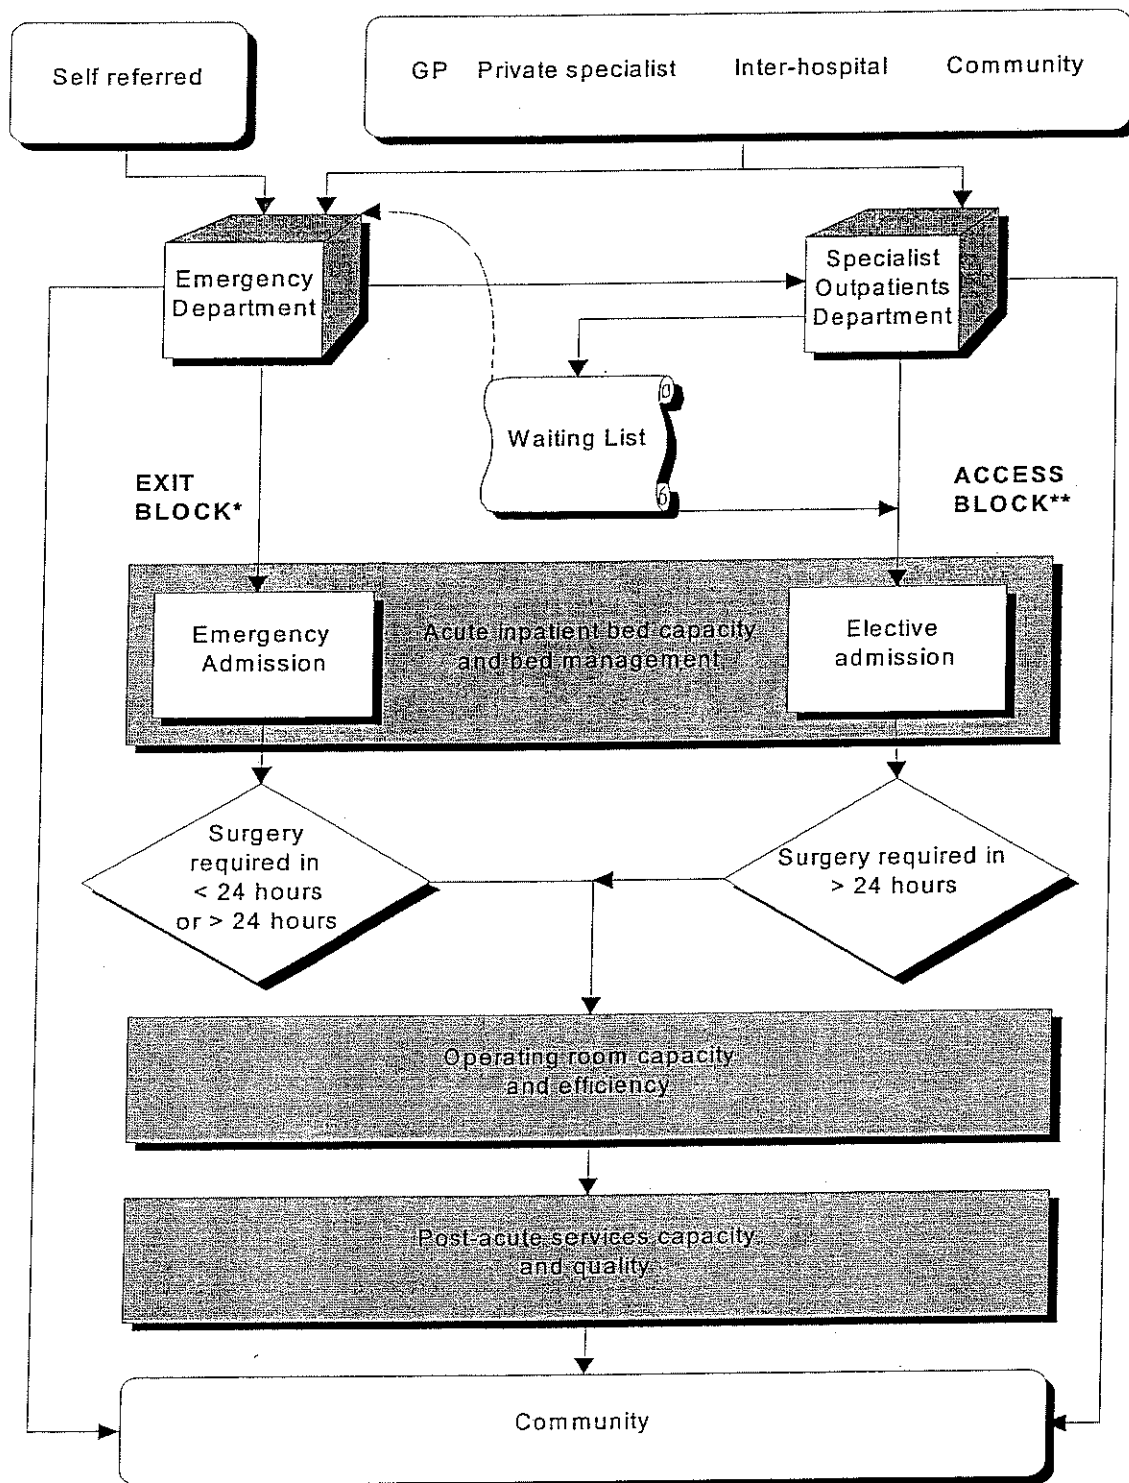 Self referred
GP Private specialist Inter-hospital Community
Emergency
Department
Specialist
Outpatients
Department
Waiting List
EXIT
BLOCK*
ACCESS
BLOCK**
Emergency
Admission
Acute inpatient bed capacity
and bed management
Elective
admission
Surgery
required in
< 24 hours
or > 24 hours
Surgery required in
> 24 hours
Operating room capacity
and efficiency
Post-acute services capacity
and quality
Community